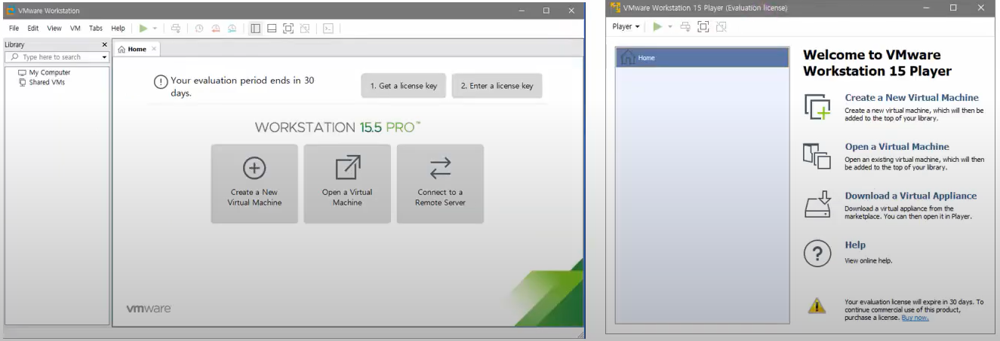 VMware Workstation
File Edit View VM Tabs Help
Library
Type here to search
My Computer
Shared VMs
Home
Your evaluation period ends in 30
days.
1. Get a license key
2. Enter a license key
WORKSTATION 15.5 PRO™
Create a New
Virtual Machine
Open a Virtual
Machine
Connect to a
Remote Server
vmware
VMware Workstation 15 Player (Evaluation license)
Player
Home
Welcome to VMware
Workstation 15 Player
Create a New Virtual Machine
Create a new virtual machine, which will then be
added to the top of your library.
Open a Virtual Machine
Open an existing virtual machine, which will then
be added to the top of your library.
Download a Virtual Appliance
Download a virtual appliance from the
marketplace. You can then open it in Player.
Help
View online help.
Your evaluation license will expire in 30 days. To
continue commercial use of this product,
purchase a license. Buy now.